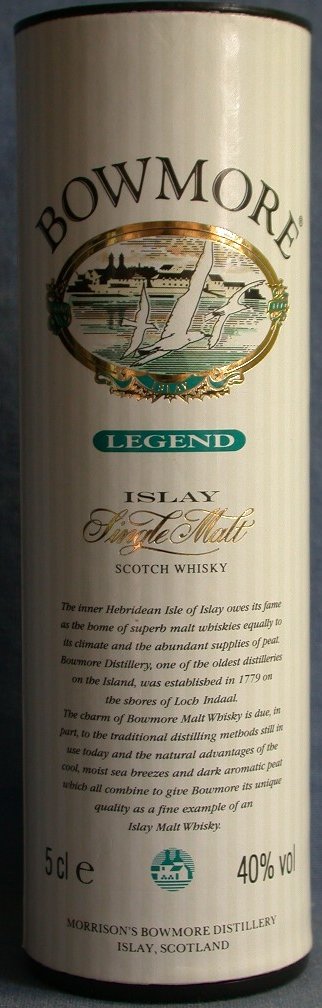 BOWMORE®
ISLAY
LEGEND
ISLAY
Single Malt
SCOTCH WHISKY
The inner Hebridean Isle of Islay owes its fame
as the home of superb malt whiskies equally to
its climate and the abundant supplies of peat.
Bowmore Distillery, one of the oldest distilleries
on the Island, was established in 1779 on
the shores of Loch Indaal.
The charm of Bowmore Malt Whisky is due, in
part, to the traditional distilling methods still in
use today and the natural advantages of the
cool, moist sea breezes and dark aromatic peat
which all combine to give Bowmore its unique
quality as a fine example of an
Islay Malt Whisky.
5 cl e 40% vol
MORRISON'S BOWMORE DISTILLERY
ISLAY, SCOTLAND